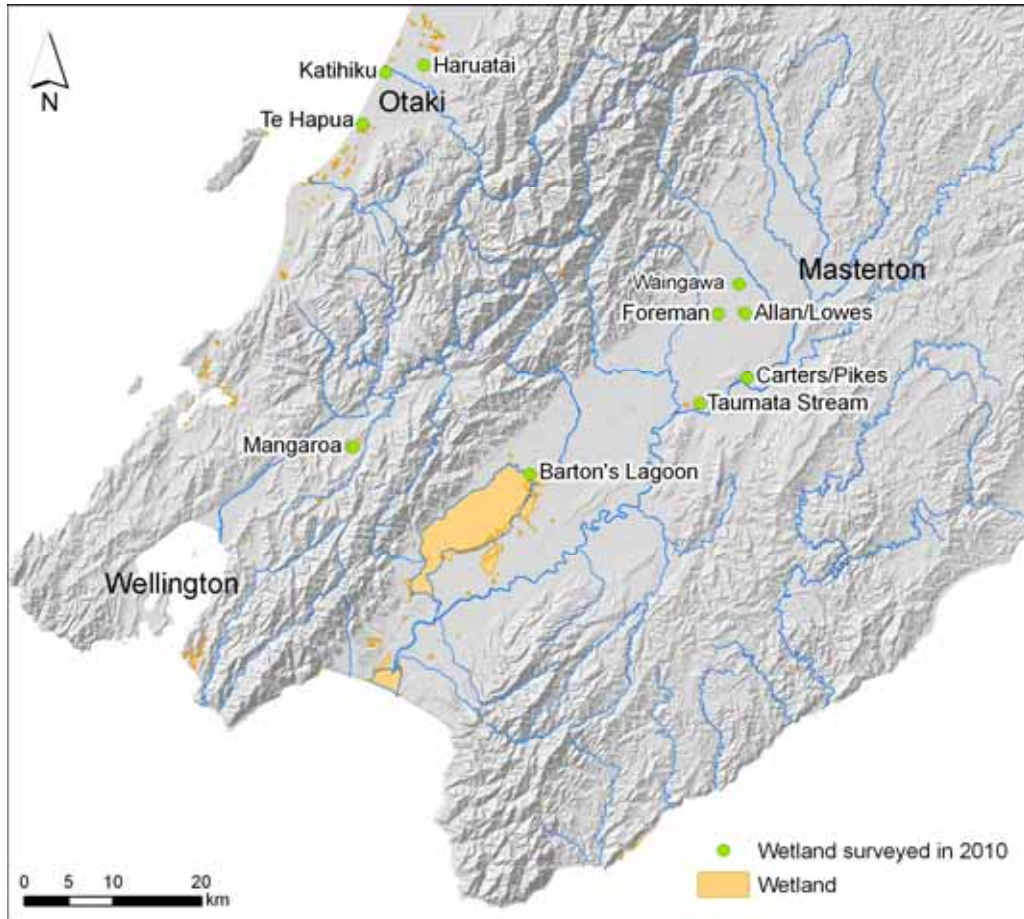 N
Katihiku
Haruatai
Otaki
Te Hapua
Masterton
Waingawa
Foreman
Allan/Lowes
Carters/Pikes
Taumata Stream
Mangaroa
Barton's Lagoon
Wellington
Wetland surveyed in 2010
Wetland
0 5 10 20
km